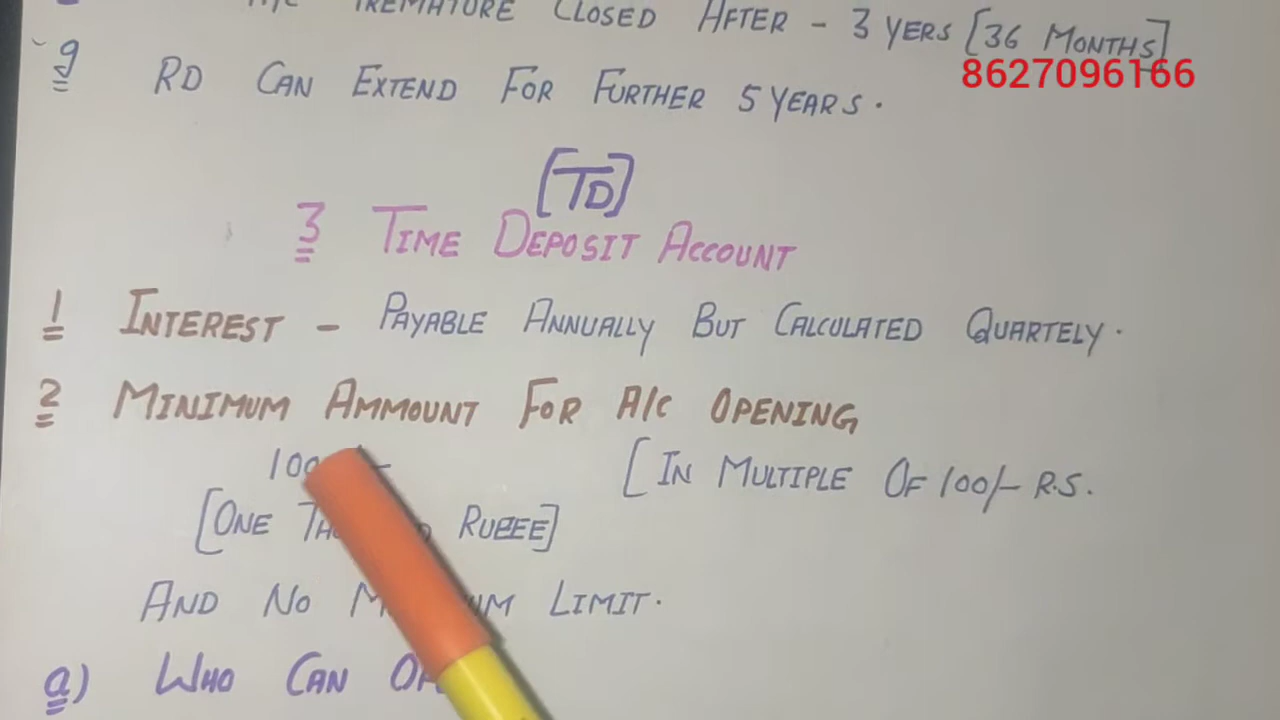 PREMATURE CLOSED AFTER - 3 YERS [36 MONTHS]
8627096166
g RD CAN EXTEND FOR FURTHER 5 YEARS.
[TD]
3 TIME DEPOSIT ACCOUNT
1 INTEREST - PAYABLE ANNUALLY BUT CALCULATED QUARTELY.
2 MINIMUM AMMOUNT FOR A/C OPENING
[IN MULTIPLE OF 100/- R.S.
[ONE RUPEE]
AND NO LIMIT.
a) WHO CAN